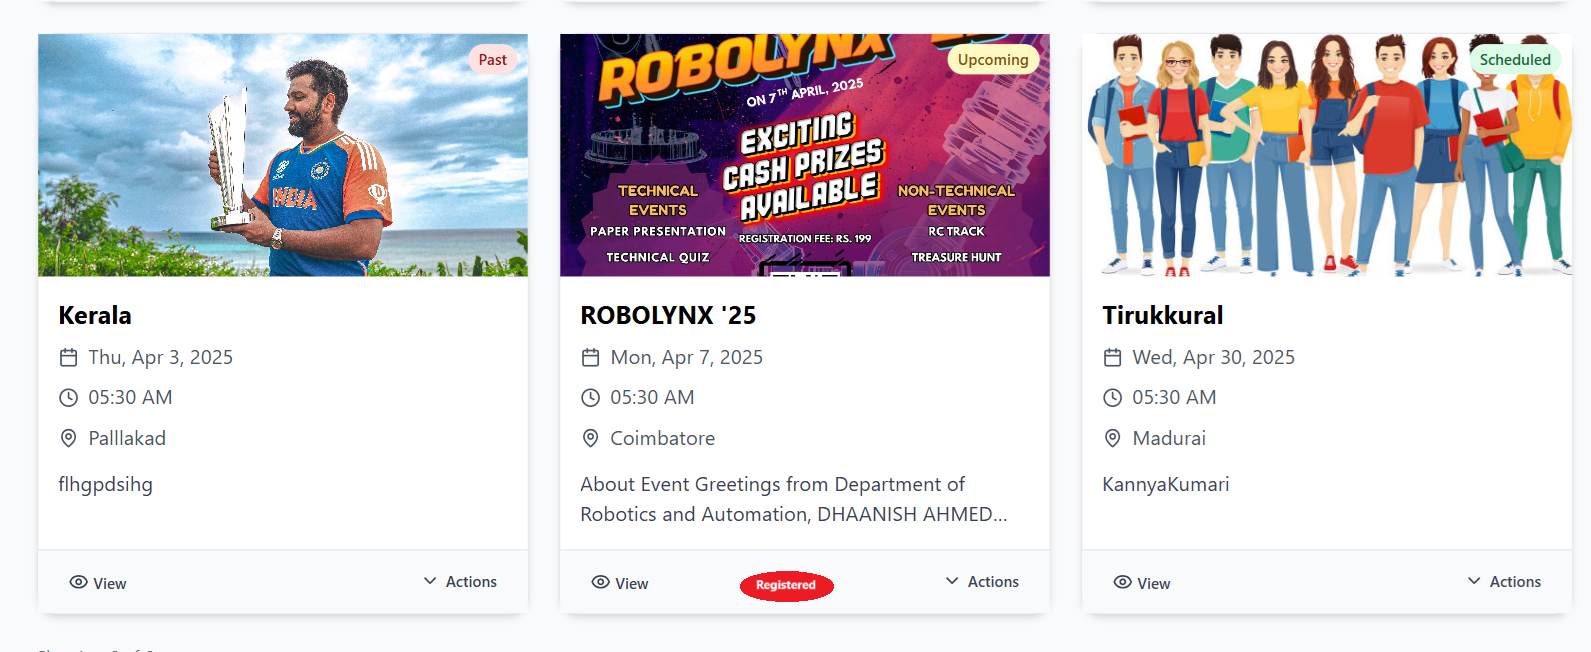 Past
INDIA
Kerala
Thu, Apr 3, 2025
05:30 AM
Palllakad
flhgpdsihg
View
Actions
ROBOLYNX
Upcoming
ON 7TH APRIL, 2025
EXCITING
CASH PRIZES
AVAILABLE
TECHNICAL
EVENTS
PAPER PRESENTATION
TECHNICAL QUIZ
REGISTRATION FEE: RS. 199
NON-TECHNICAL
EVENTS
RC TRACK
TREASURE HUNT
ROBOLYNX '25
Mon, Apr 7, 2025
05:30 AM
Coimbatore
About Event Greetings from Department of
Robotics and Automation, DHAANISH AHMED...
View
Registered
Actions
Scheduled
Tirukkural
Wed, Apr 30, 2025
05:30 AM
Madurai
KannyaKumari
View
Actions